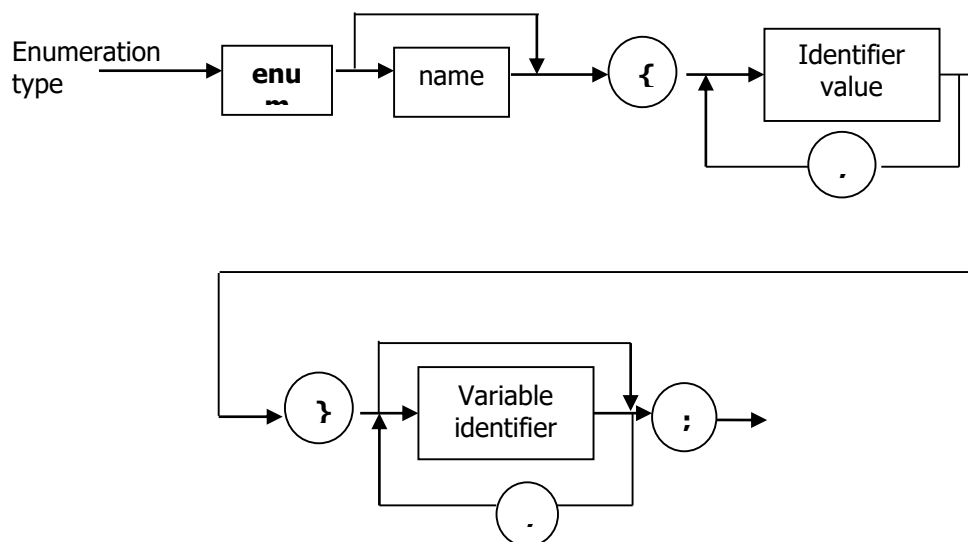 Enumeration
type
enu
m
name
{
Identifier
value
,
}
Variable
identifier
;
,